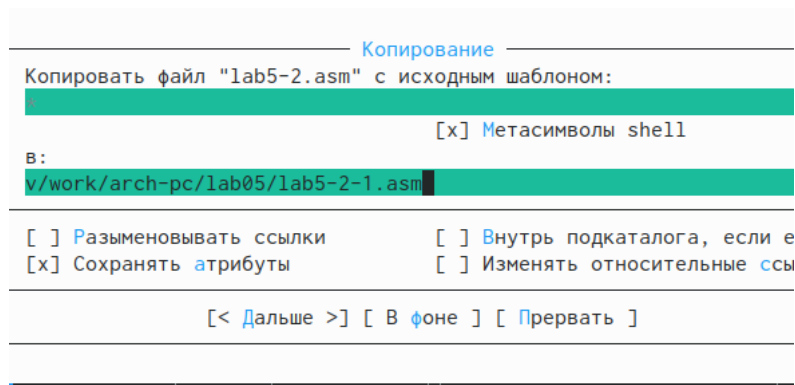 Копирование
Копировать файл "lab5-2.asm" с исходным шаблоном:
*
[x] Метасимволы shell
в:
v/work/arch-pc/lab05/lab5-2-1.asm
[ ] Разыменовывать ссылки [ ] Внутрь подкаталога, если е
[x] Сохранять атрибуты [ ] Изменять относительные ссы
[< Дальше >] [ В фоне ] [ Прервать ]